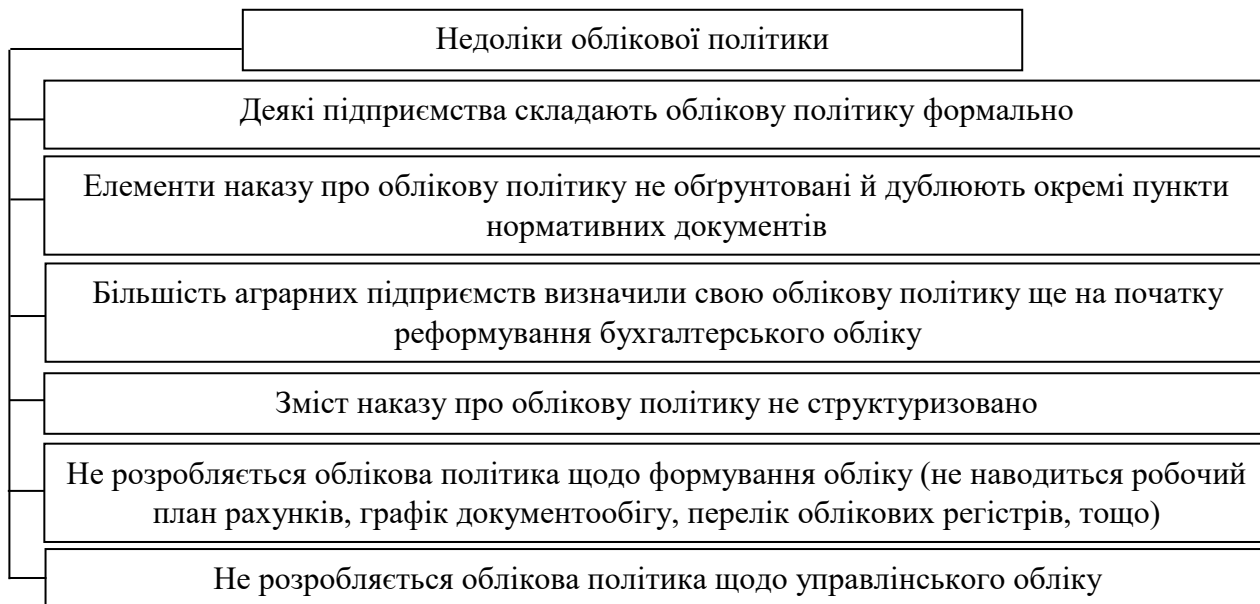 Недоліки облікової політики
Деякі підприємства складають облікову політику формально
Елементи наказу про облікову політику не обґрунтовані й дублюють окремі пункти
нормативних документів
Більшість аграрних підприємств визначили свою облікову політику ще на початку
реформування бухгалтерського обліку
Зміст наказу про облікову політику не структуризовано
Не розробляється облікова політика щодо формування обліку (не наводиться робочий
план рахунків, графік документообігу, перелік облікових регістрів, тощо)
Не розробляється облікова політика щодо управлінського обліку